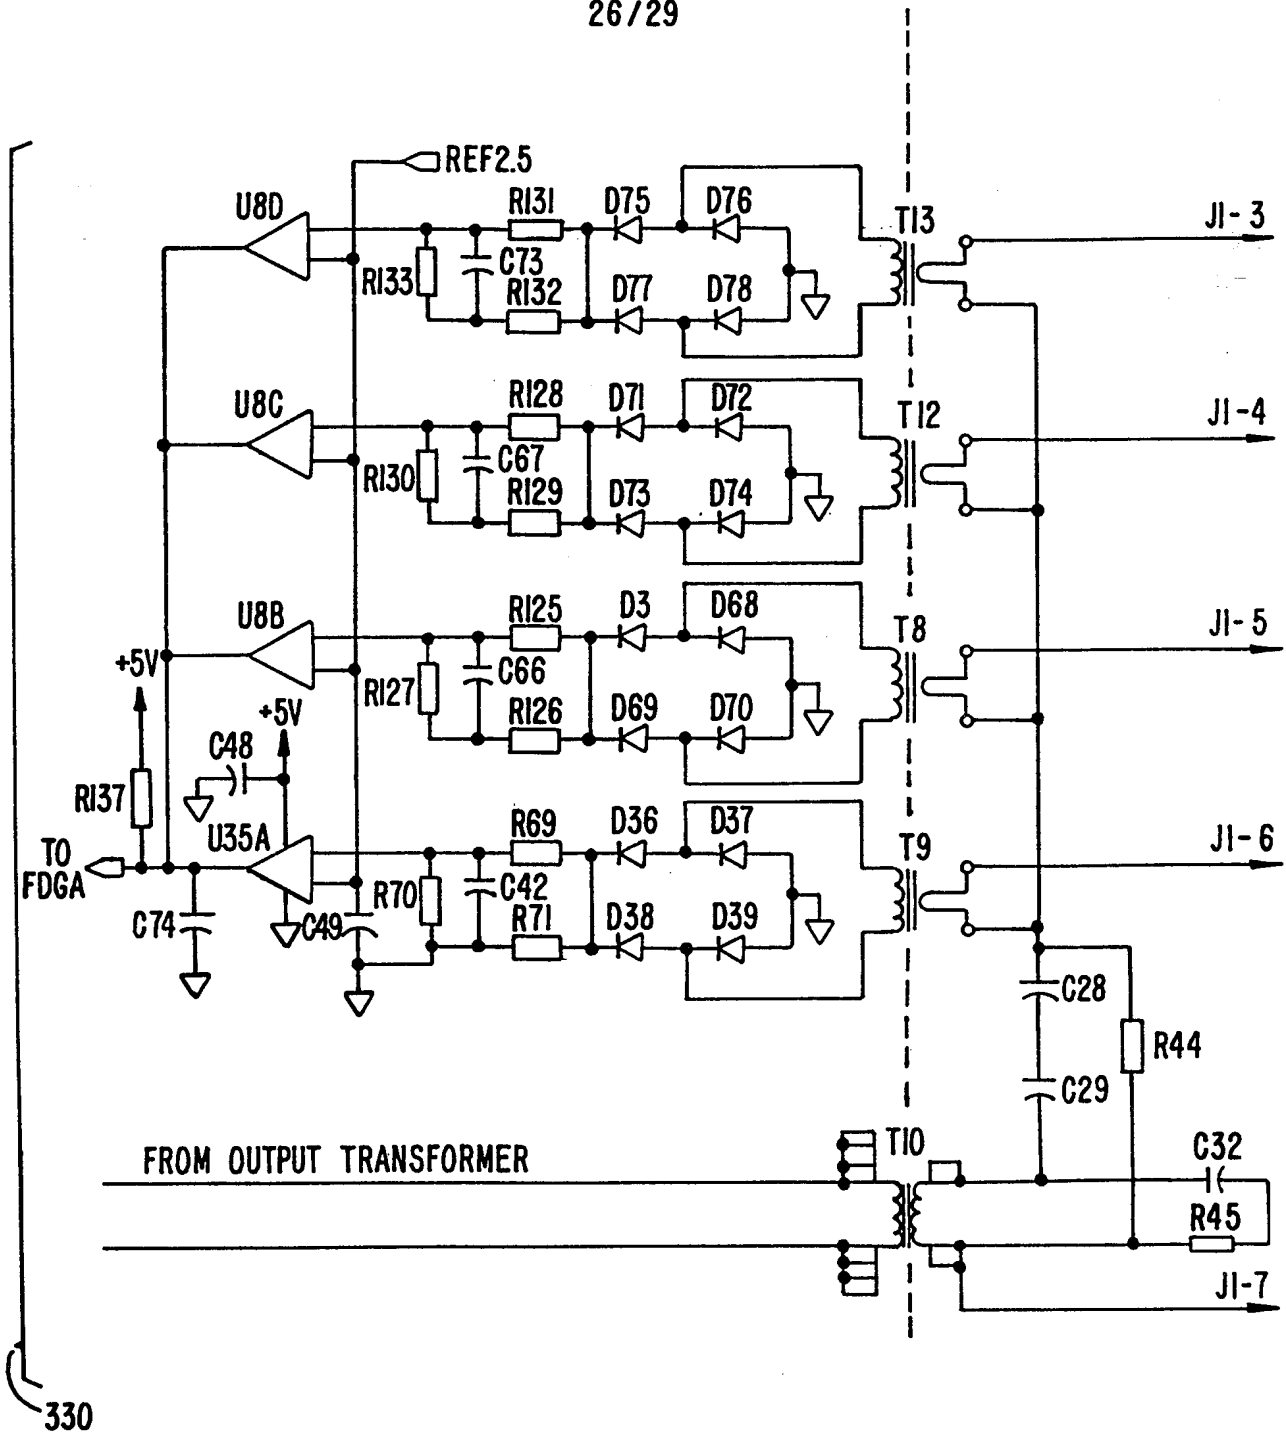 26/29
REF2.5
U8D
R131
D75
D76
T13
J1-3
R133
C73
R132
D77
D78
U8C
R128
D71
D72
T12
J1-4
R130
C67
R129
D73
D74
U8B
R125
D3
D68
T8
J1-5
+5V
R127
C66
R126
D69
D70
+5V
C48
R137
U35A
R69
D36
D37
T9
J1-6
TO
FDGA
C74
C49
R70
C42
R71
D38
D39
C28
R44
C29
FROM OUTPUT TRANSFORMER
T10
C32
R45
J1-7
330